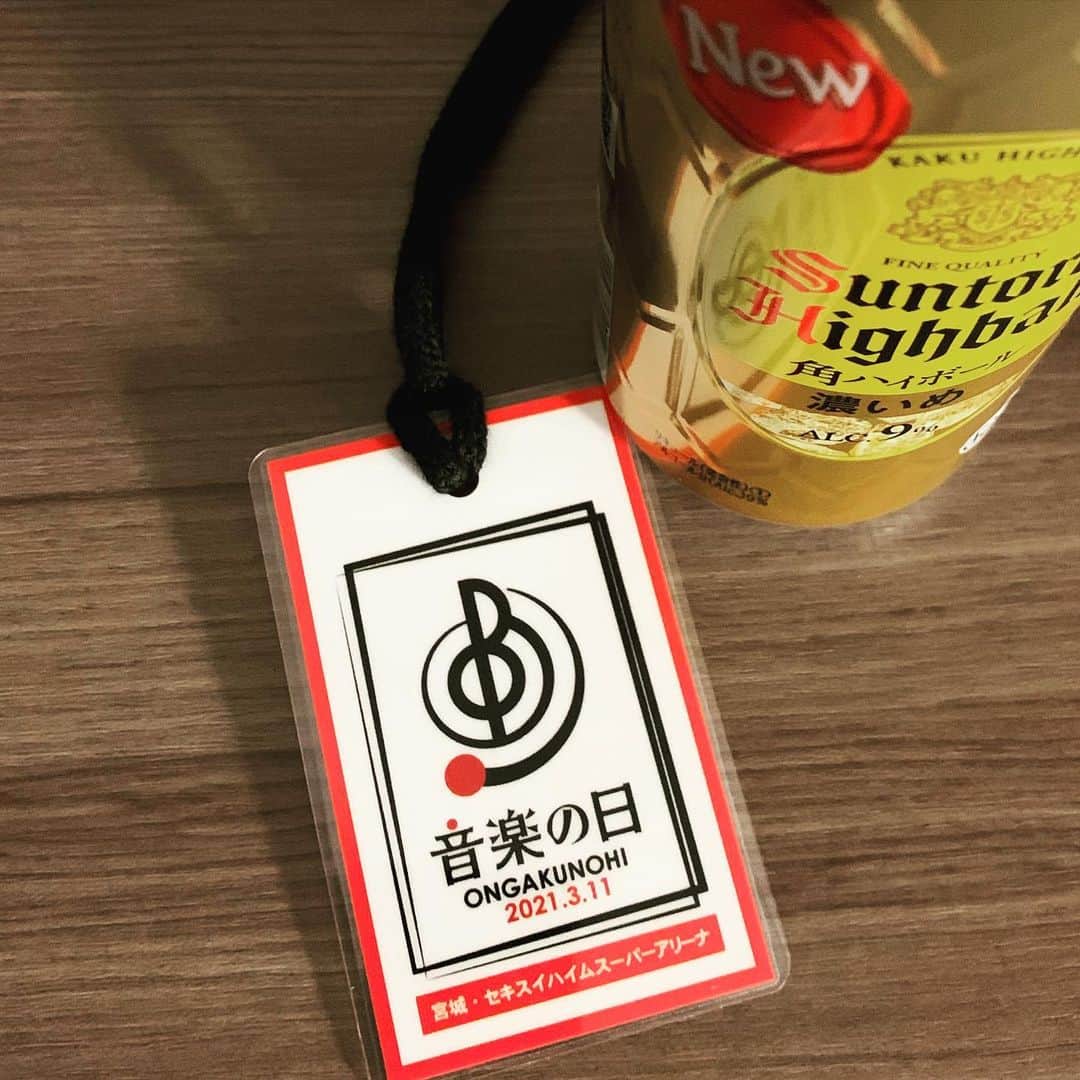 New
KAKU HIGH
FINE QUALITY
Suntory
Highball
角ハイボール
濃いめ
ALC.9%
音楽の日
ONGAKUNOHI
2021.3.11
宮城・セキスイハイムスーパーアリーナ